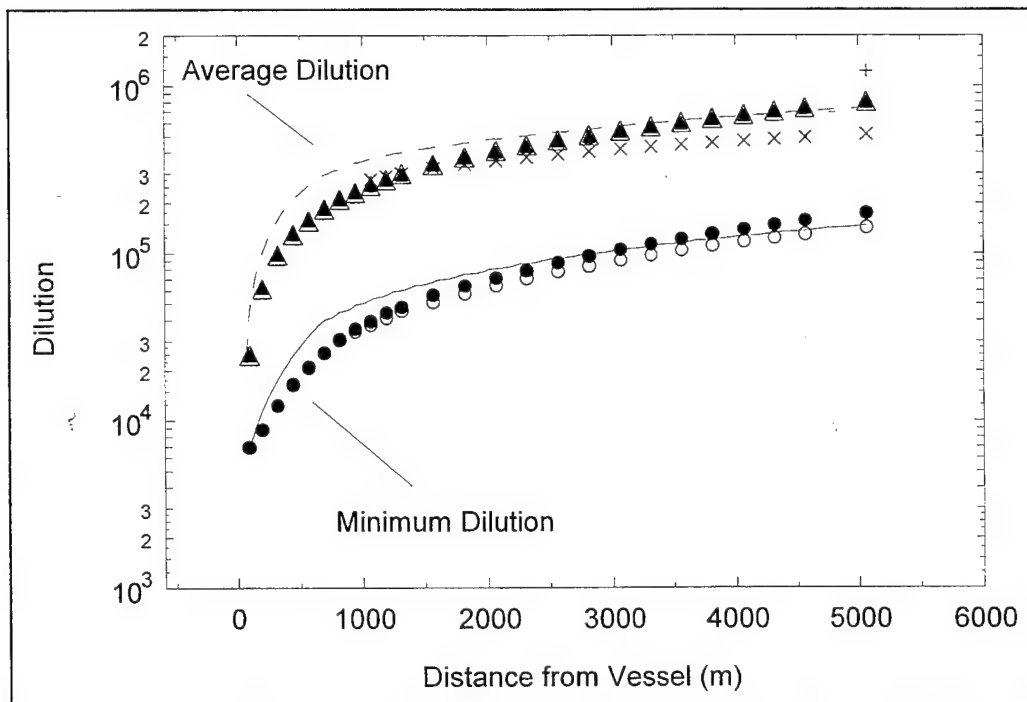 2
Average Dilution
10⁶
3
2
10⁵
Dilution
3
2
10⁴
3
2
Minimum Dilution
10³
0 1000 2000 3000 4000 5000 6000
Distance from Vessel (m)